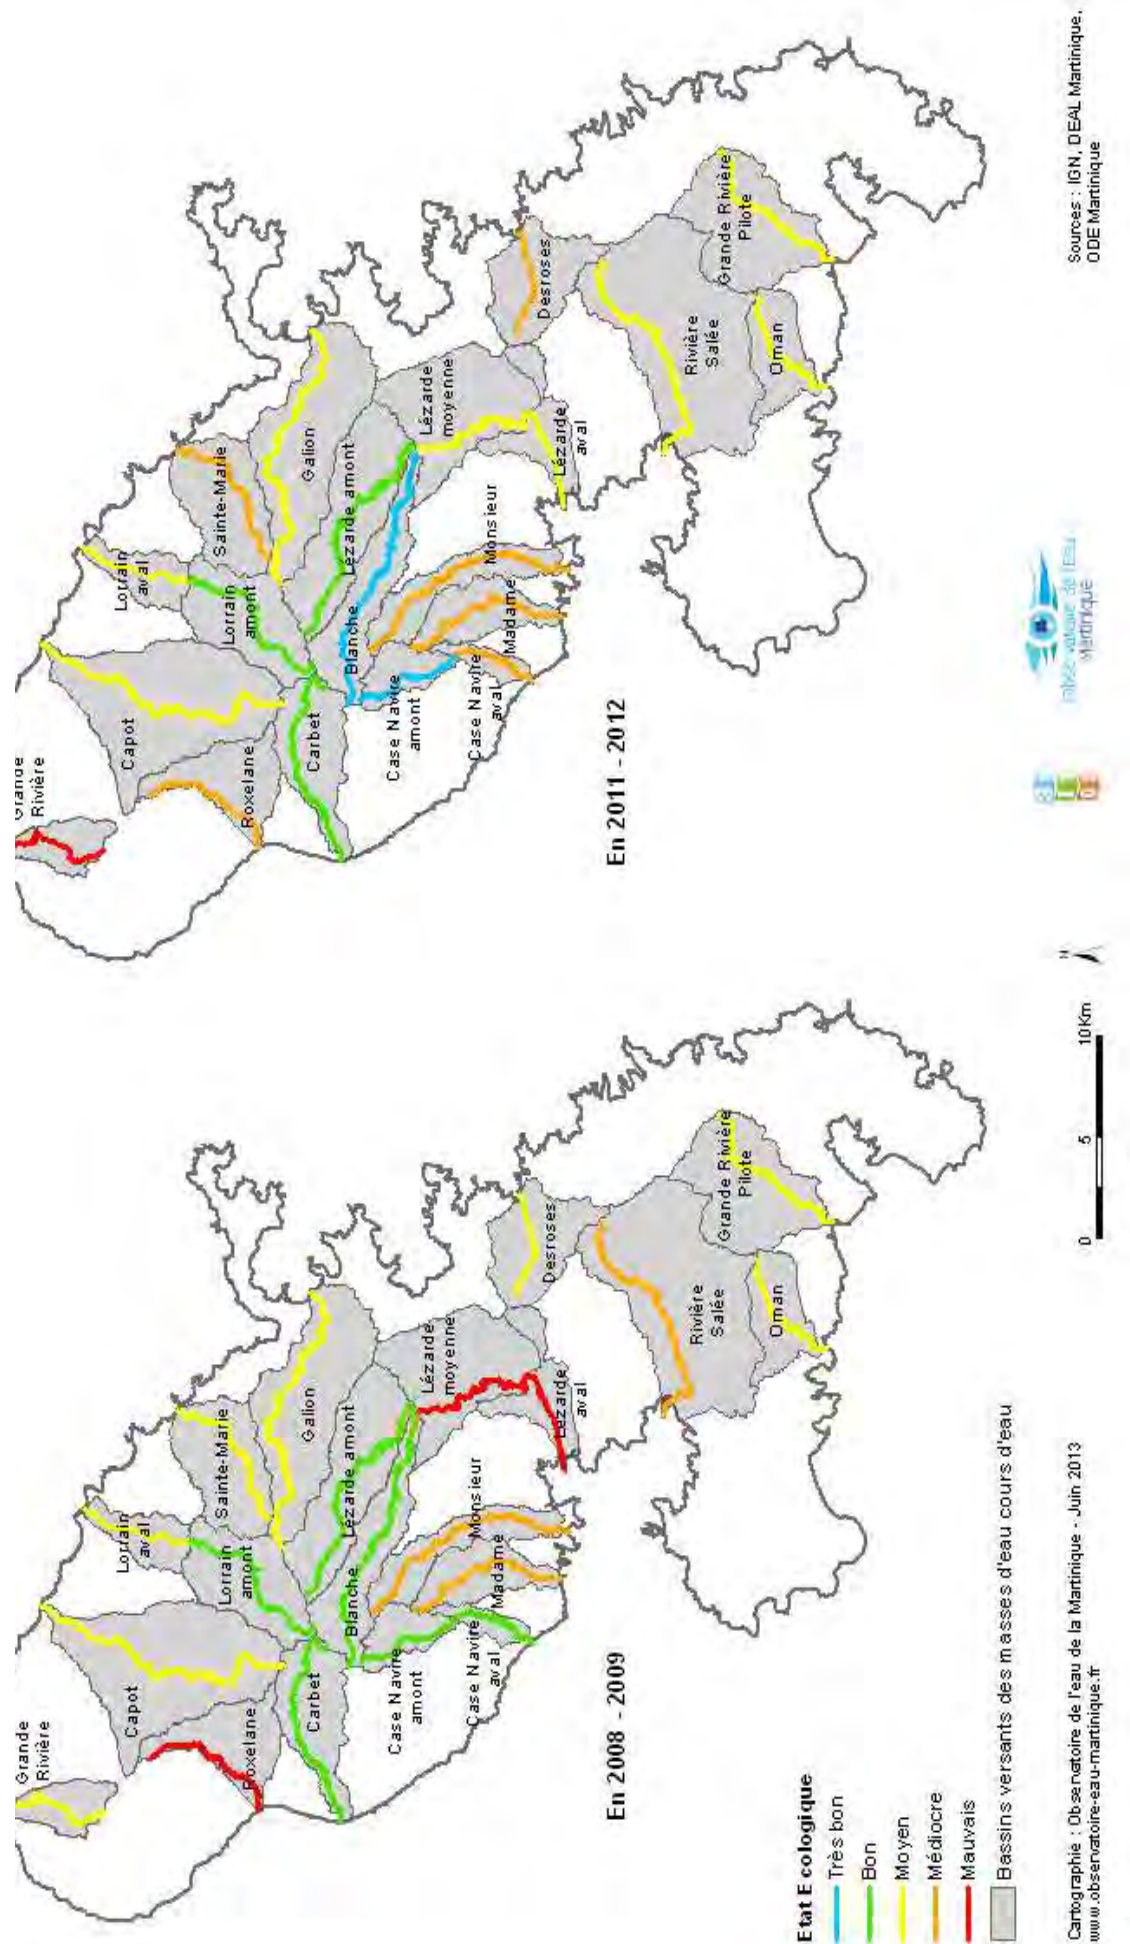 Grande
Rivière
Capot
Roxelane
Lorrain
aval
Lorrain
amont
Sainte-Marie
Galion
Carbet
Lézarde amont
Blanche
Lézarde
moyenne
Case Navire
amont
Case Navire
aval
Madame
Monsieur
Lézarde
aval
Desroses
Rivière
Salée
Grande Rivière
Pilote
Oman
En 2008 - 2009
Grande
Rivière
Capot
Roxelane
Lorrain
aval
Lorrain
amont
Sainte-Marie
Galion
Carbet
Lézarde amont
Blanche
Lézarde
moyenne
Case Navire
amont
Case Navire
aval
Madame
Monsieur
Lézarde
aval
Desroses
Rivière
Salée
Grande Rivière
Pilote
Oman
En 2011 - 2012
Etat Ecologique
Très bon
Bon
Moyen
Médiocre
Mauvais
Bassins versants des masses d'eau cours d'eau
0 5 10Km
N
Cartographie : Observatoire de l'eau de la Martinique - Juin 2013
www.observatoire-eau-martinique.fr
Observatoire de l'Eau
Martinique
Sources : IGN, DEAL Martinique,
ODE Martinique